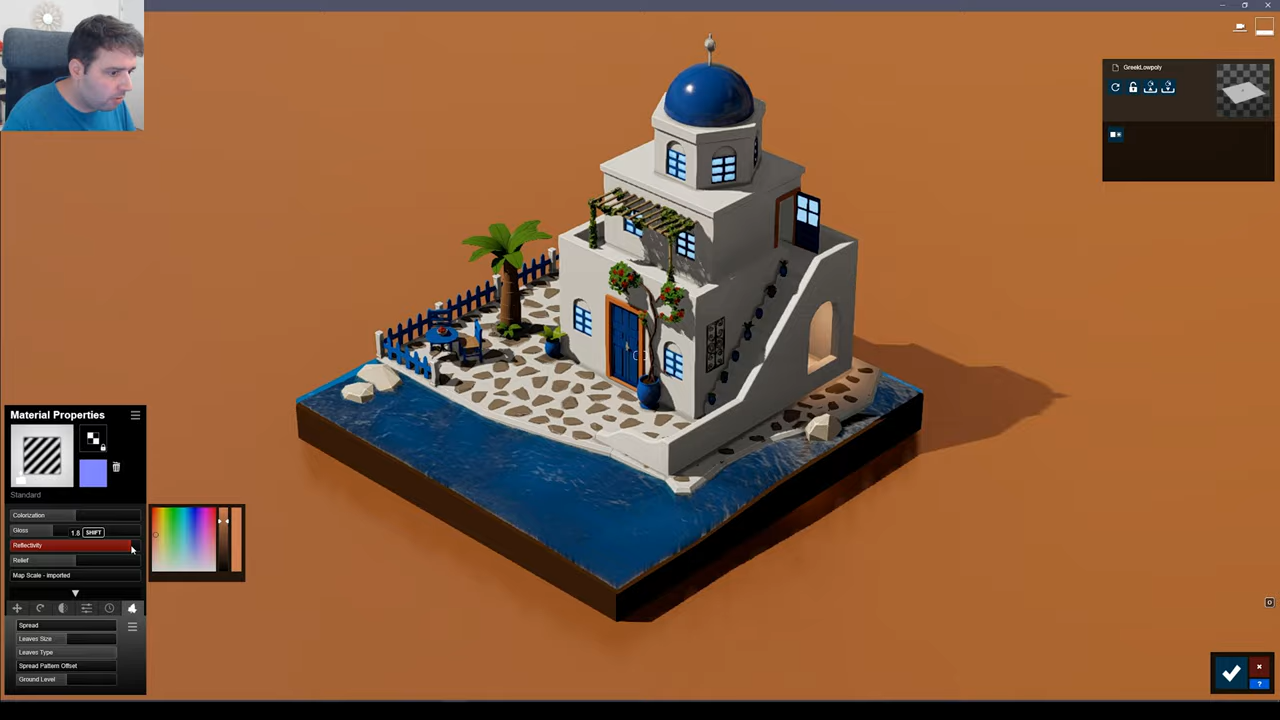 GreekLowpoly
Material Properties
Standard
Colorization
Gloss
1.8 SHIFT
Reflectivity
Relief
Map Scale - Imported
Spread
Leaves Size
Leaves Type
Spread Pattern Offset
Ground Level
?